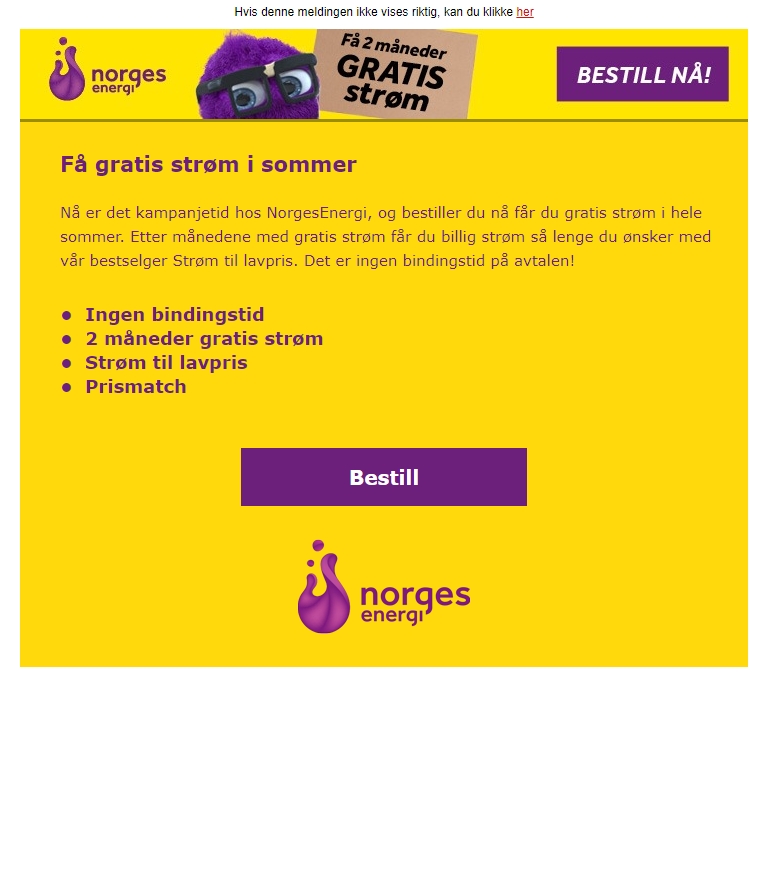 Hvis denne meldingen ikke vises riktig, kan du klikke her
norges
energi
Få 2 måneder
GRATIS
strøm
BESTILL NÅ!
Få gratis strøm i sommer
Nå er det kampanjetid hos NorgesEnergi, og bestiller du nå får du gratis strøm i hele
sommer. Etter månedene med gratis strøm får du billig strøm så lenge du ønsker med
vår bestselger Strøm til lavpris. Det er ingen bindingstid på avtalen!
● Ingen bindingstid
● 2 måneder gratis strøm
● Strøm til lavpris
● Prismatch
Bestill
norges
energi